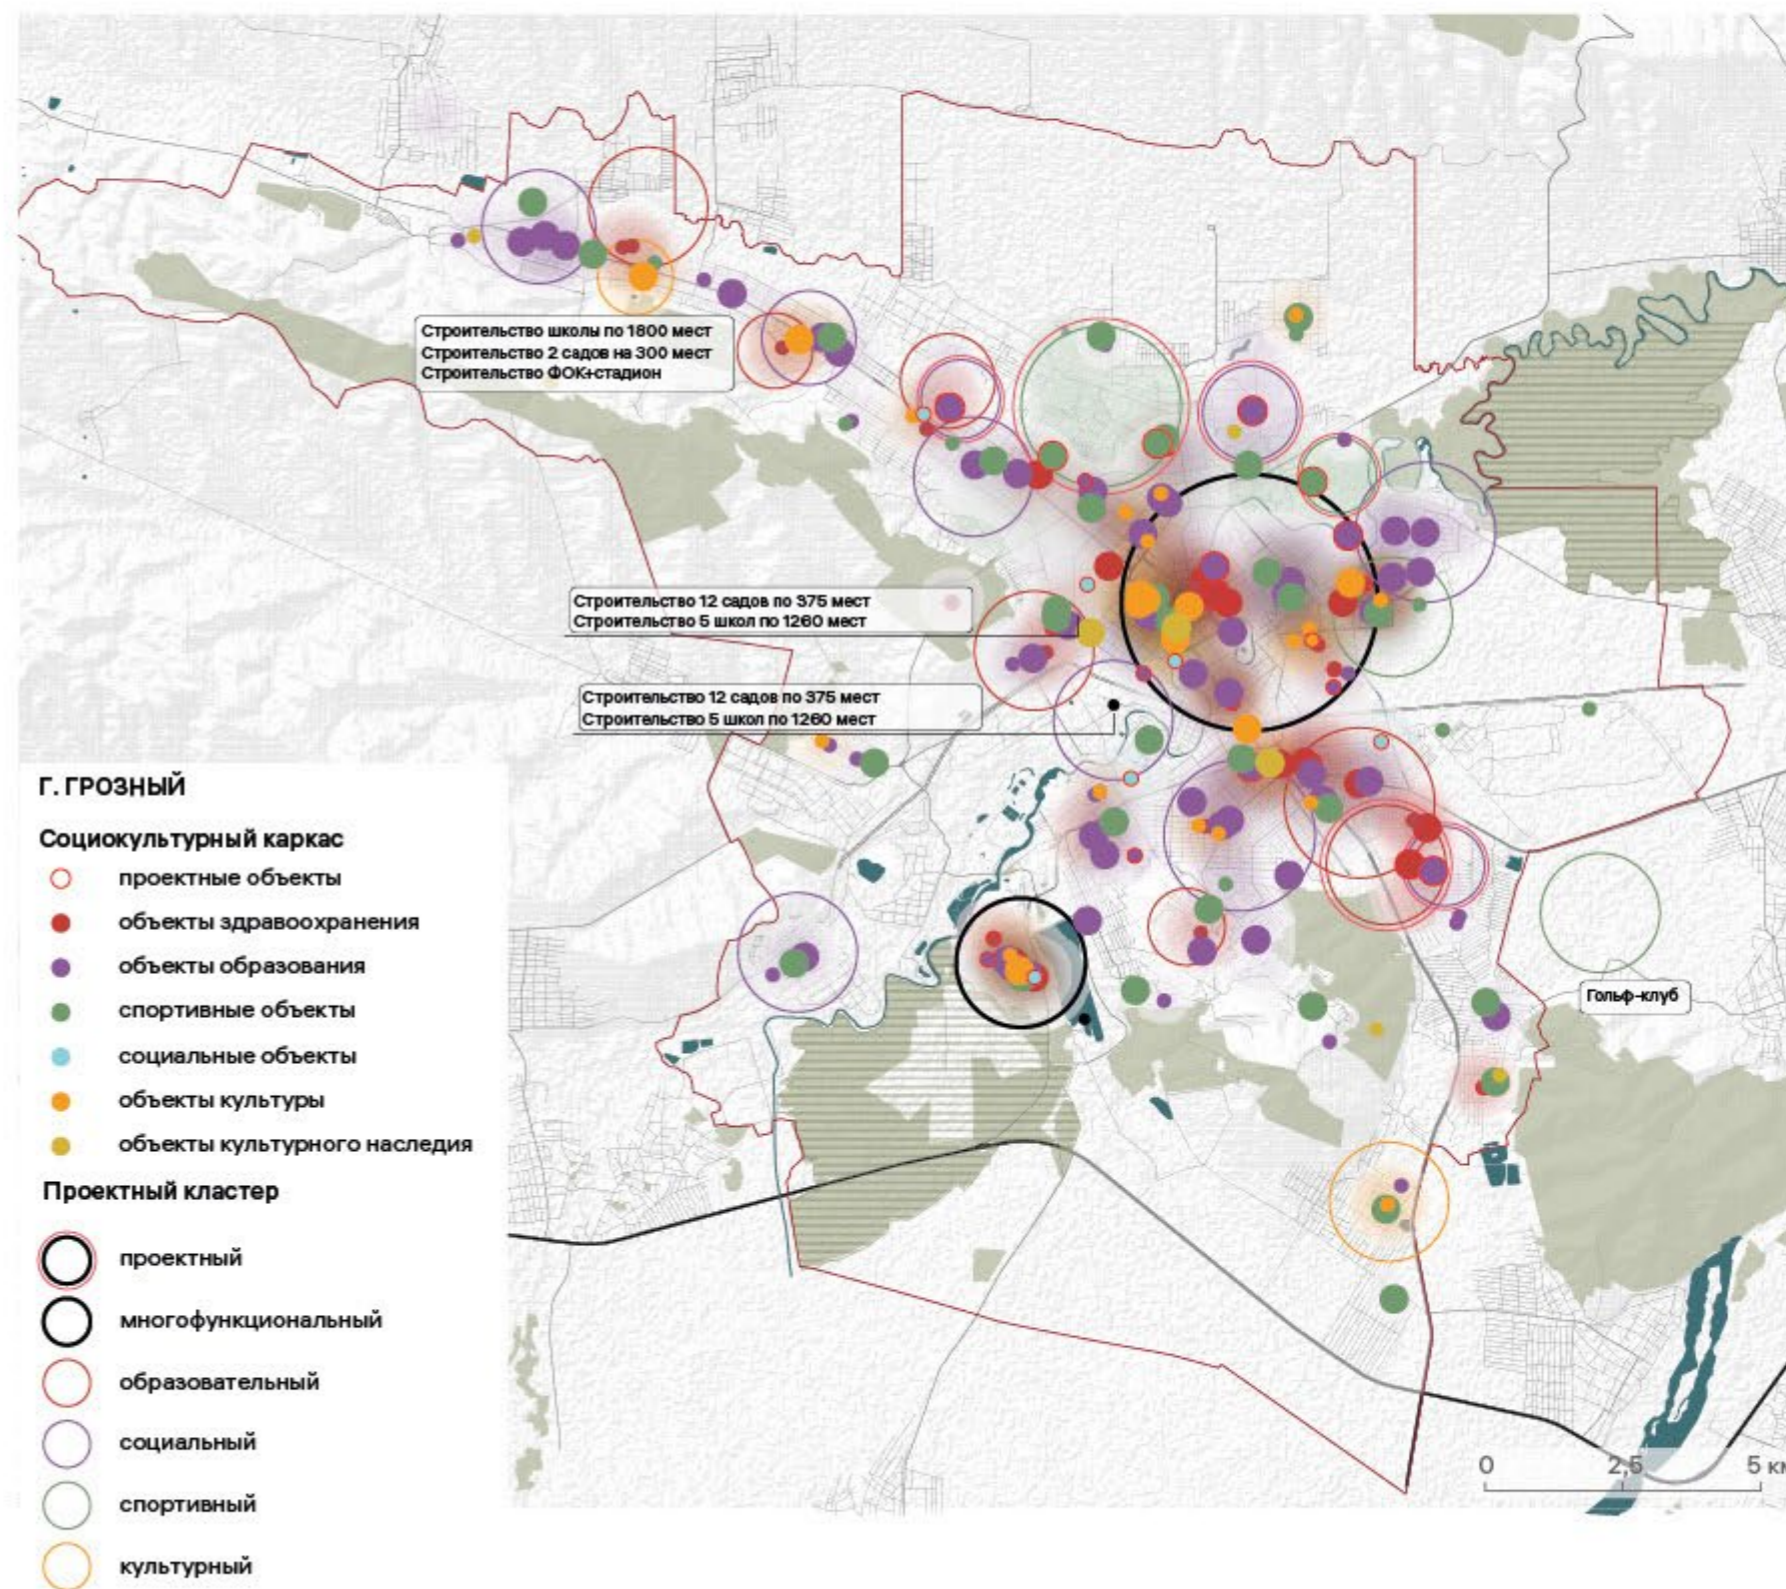 Строительство школы по 1800 мест
Строительство 2 садов на 300 мест
Строительство ФОК+стадион
Строительство 12 садов по 375 мест
Строительство 5 школ по 1260 мест
Строительство 12 садов по 375 мест
Строительство 5 школ по 1260 мест
Гольф-клуб
Г. ГРОЗНЫЙ
Социокультурный каркас
проектные объекты
объекты здравоохранения
объекты образования
спортивные объекты
социальные объекты
объекты культуры
объекты культурного наследия
Проектный кластер
проектный
многофункциональный
образовательный
социальный
спортивный
культурный
0 2,5 5 км